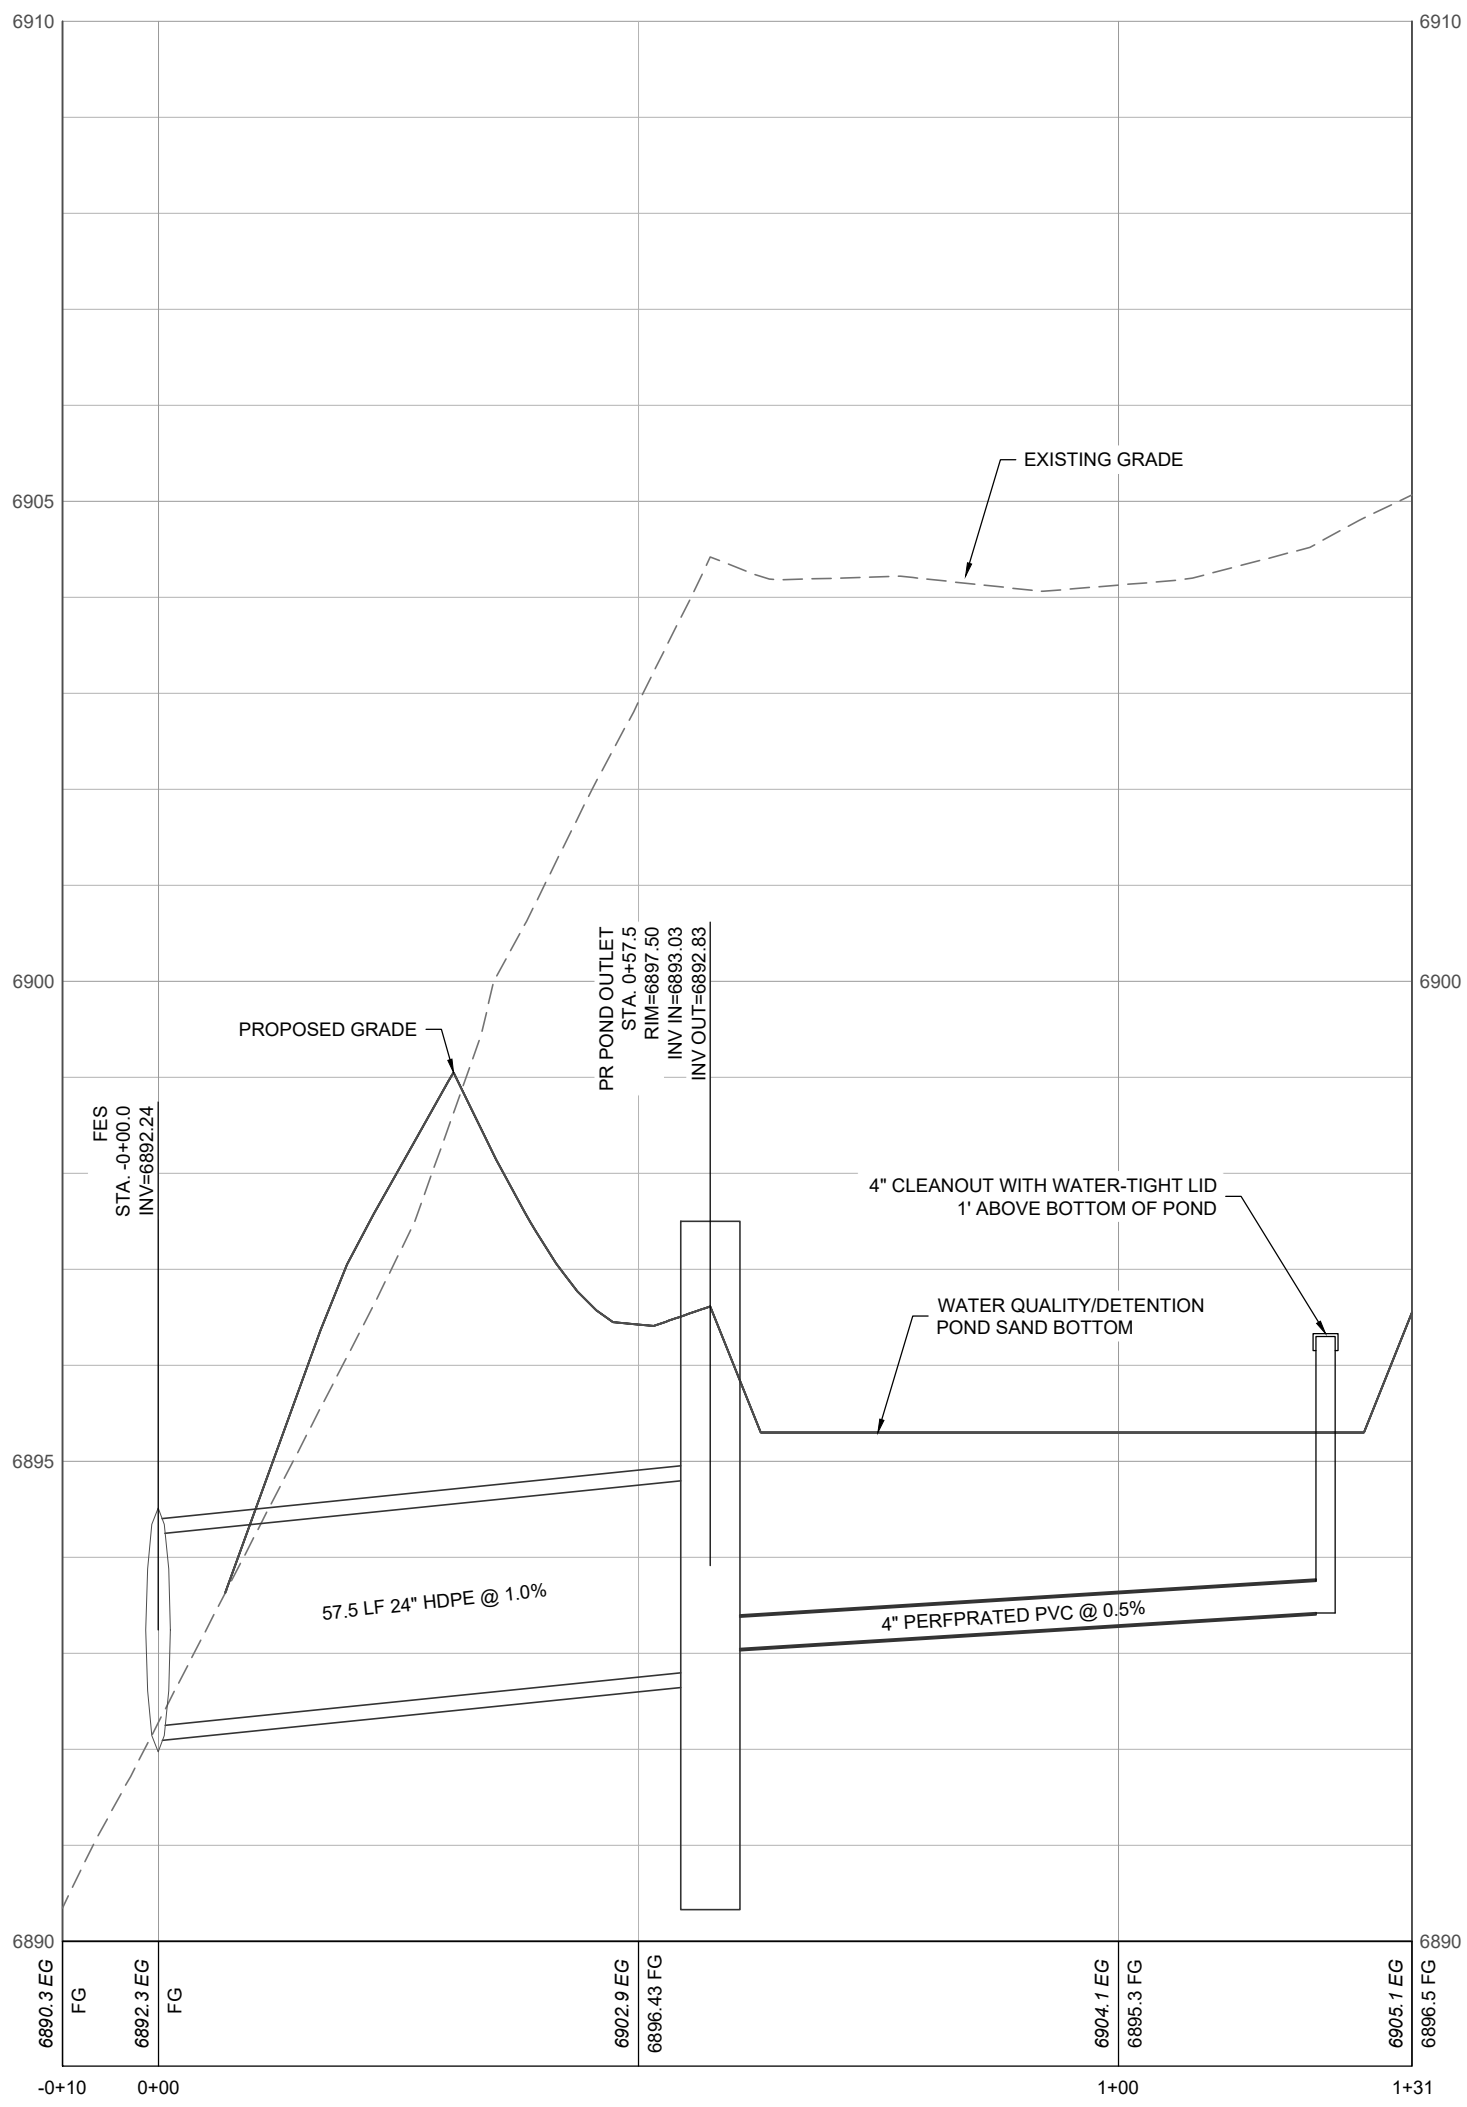 6910
6910
EXISTING GRADE
6905
PR POND OUTLET
STA. 0+57.5
RIM=6897.50
INV IN=6893.03
INV OUT=6892.83
6900
6900
PROPOSED GRADE
FES
STA. -0+00.0
INV=6892.24
4" CLEANOUT WITH WATER-TIGHT LID
1' ABOVE BOTTOM OF POND
WATER QUALITY/DETENTION
POND SAND BOTTOM
6895
57.5 LF 24" HDPE @ 1.0%
4" PERFPRATED PVC @ 0.5%
6890
6890
6890.3 EG
FG
6892.3 EG
FG
6902.9 EG
6896.43 FG
6904.1 EG
6895.3 FG
6905.1 EG
6896.5 FG
-0+10
0+00
1+00
1+31